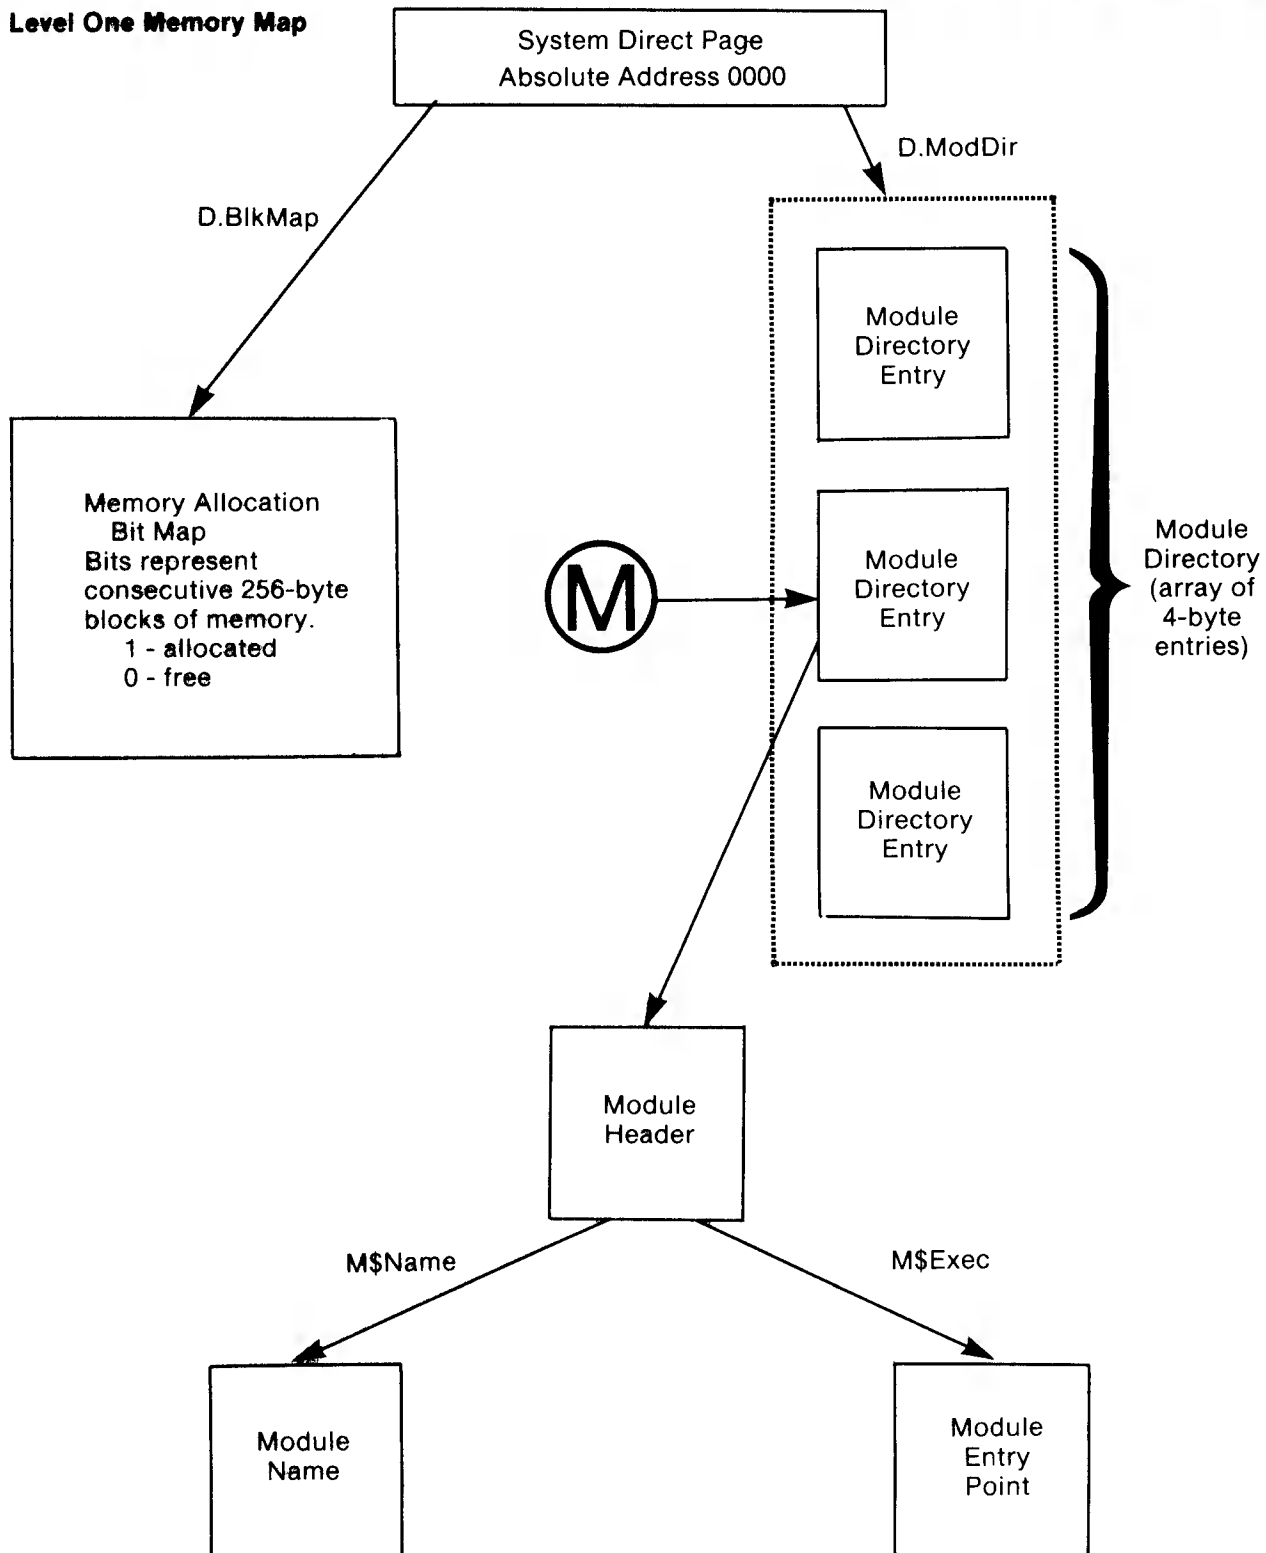 Level One Memory Map
System Direct Page
Absolute Address 0000
D.ModDir
D.BlkMap
Module
Directory
Entry
Memory Allocation
Bit Map
Bits represent
consecutive 256-byte
blocks of memory.
1 - allocated
0 - free
M
Module
Directory
Entry
Module
Directory
(array of
4-byte
entries)
Module
Directory
Entry
Module
Header
M$Name
M$Exec
Module
Name
Module
Entry
Point